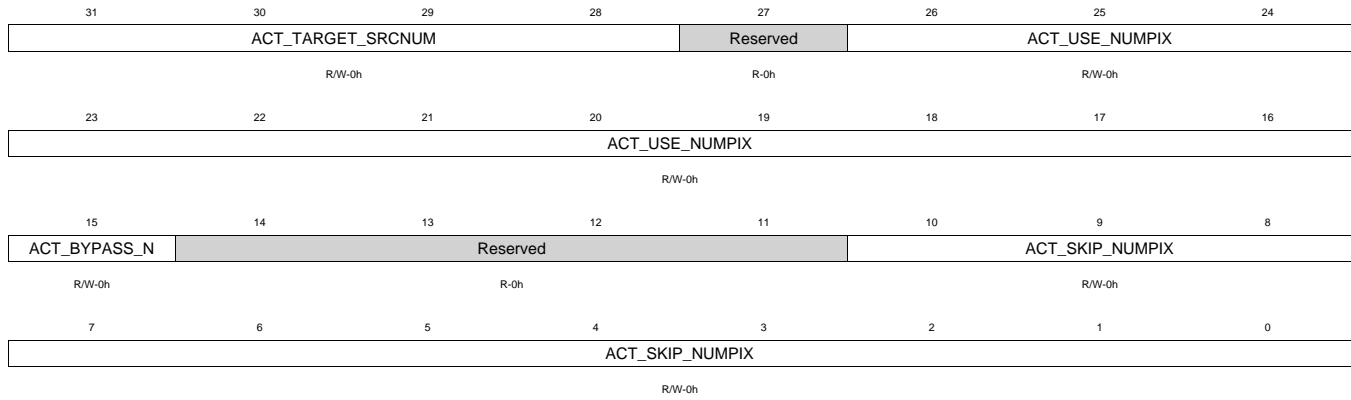 31 30 29 28 27 26 25 24
ACT_TARGET_SRCNUM Reserved ACT_USE_NUMPIX
R/W-0h R-0h R/W-0h
23 22 21 20 19 18 17 16
ACT_USE_NUMPIX
R/W-0h
15 14 13 12 11 10 9 8
ACT_BYPASS_N Reserved ACT_SKIP_NUMPIX
R/W-0h R-0h R/W-0h
7 6 5 4 3 2 1 0
ACT_SKIP_NUMPIX
R/W-0h